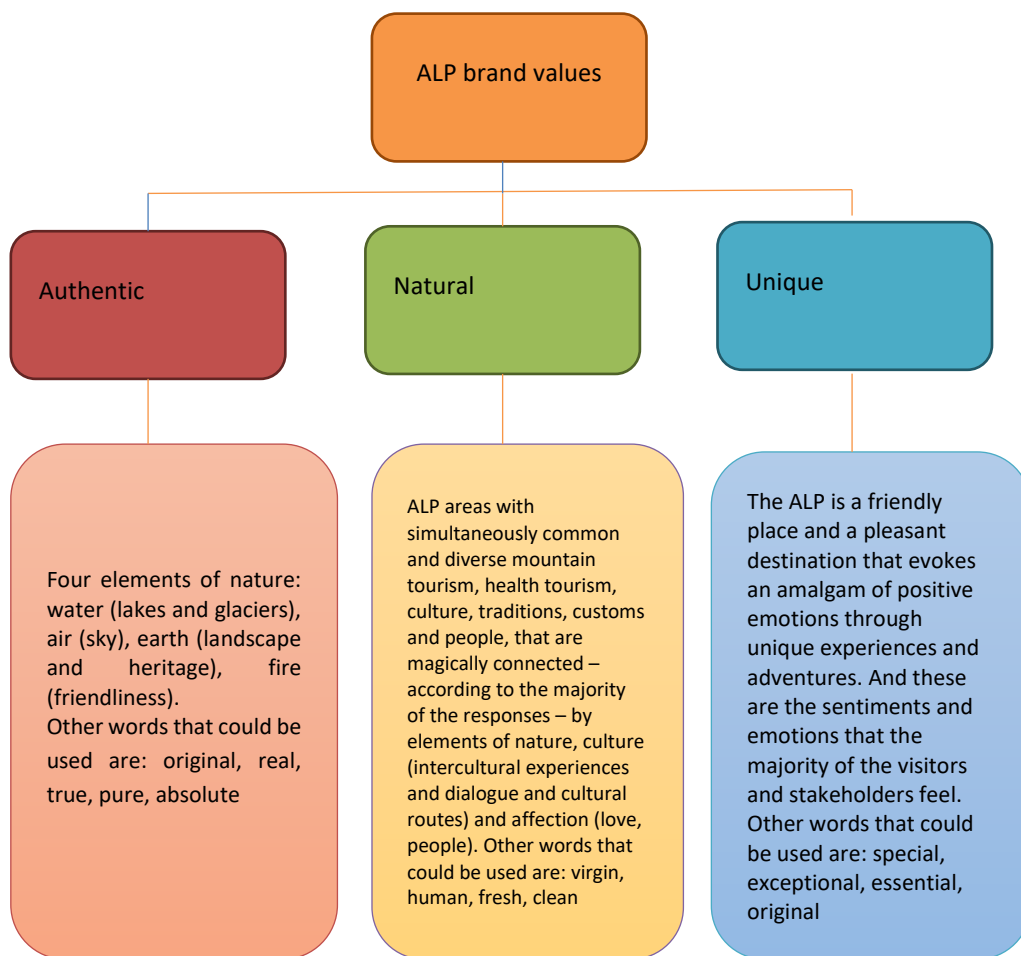 ALP brand values
Authentic
Natural
Unique
Four elements of nature:
water (lakes and glaciers),
air (sky), earth (landscape
and heritage), fire
(friendliness).
Other words that could be
used are: original, real,
true, pure, absolute
ALP areas with
simultaneously common
and diverse mountain
tourism, health tourism,
culture, traditions, customs
and people, that are
magically connected –
according to the majority
of the responses – by
elements of nature, culture
(intercultural experiences
and dialogue and cultural
routes) and affection (love,
people). Other words that
could be used are: virgin,
human, fresh, clean
The ALP is a friendly
place and a pleasant
destination that evokes
an amalgam of positive
emotions through
unique experiences and
adventures. And these
are the sentiments and
emotions that the
majority of the visitors
and stakeholders feel.
Other words that could
be used are: special,
exceptional, essential,
original